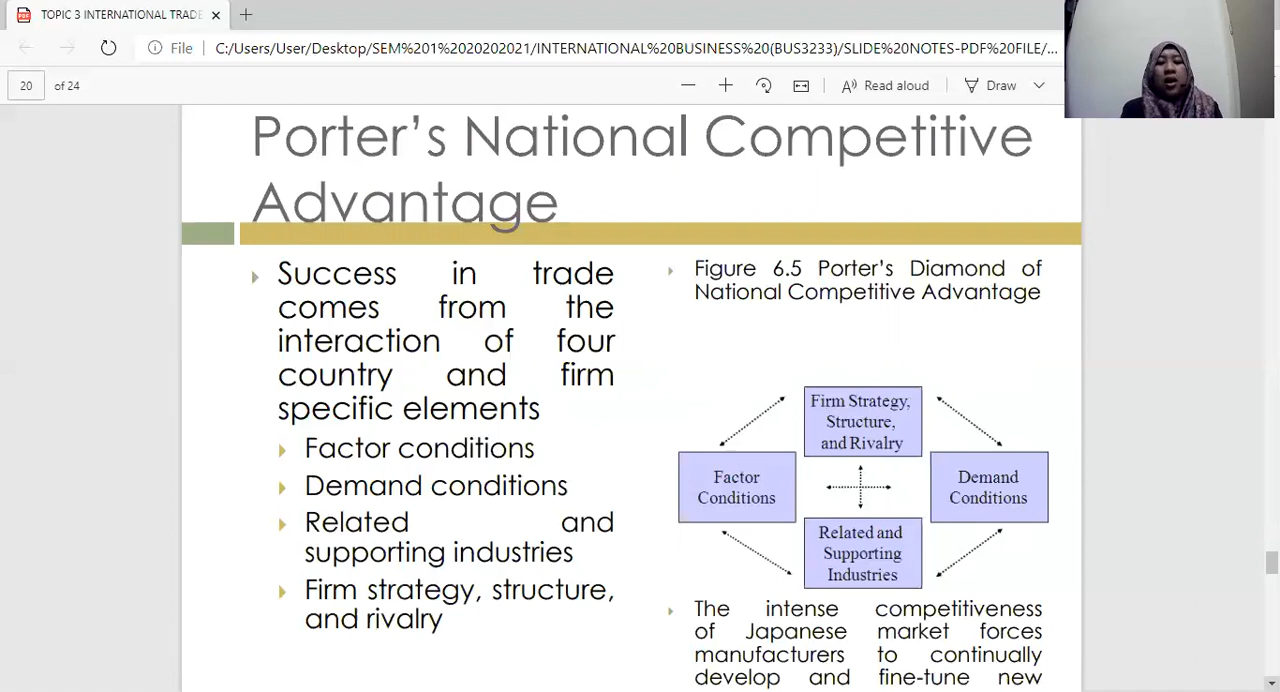 TOPIC 3 INTERNATIONAL TRADE
File
C:/Users/User/Desktop/SEM%201%2020202021/INTERNATIONAL%20BUSINESS%20(BUS3233)/SLIDE%20NOTES-PDF%20FILE/...
20 of 24
Read aloud
Draw
Porter's National Competitive
Advantage
Success in trade
comes from the
interaction of four
country and firm
specific elements
Factor conditions
Demand conditions
Related and
supporting industries
Firm strategy, structure,
and rivalry
Figure 6.5 Porter's Diamond of
National Competitive Advantage
Firm Strategy,
Structure,
and Rivalry
Factor
Conditions
Demand
Conditions
Related and
Supporting
Industries
The intense competitiveness
of Japanese market forces
manufacturers to continually
develop and fine-tune new